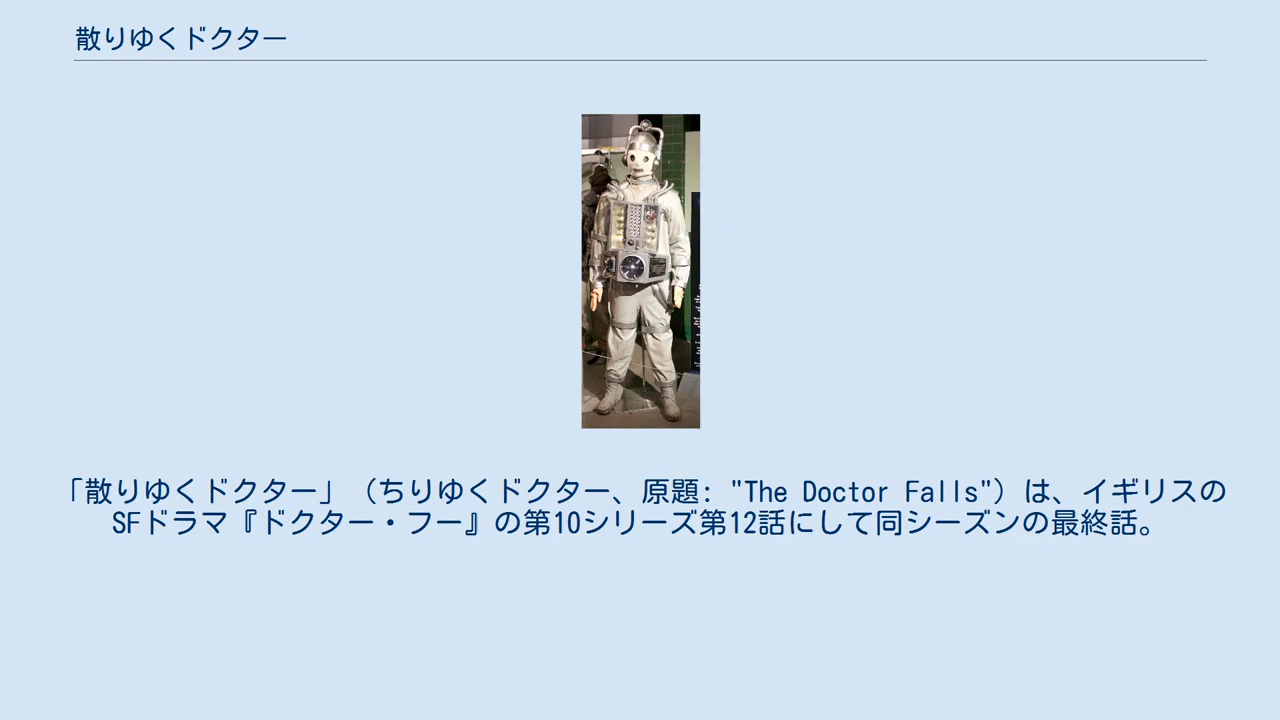 散りゆくドクター
「散りゆくドクター」（ちりゆくドクター、原題: "The Doctor Falls"）は、イギリスの
SFドラマ『ドクター・フー』の第10シリーズ第12話にして同シーズンの最終話。